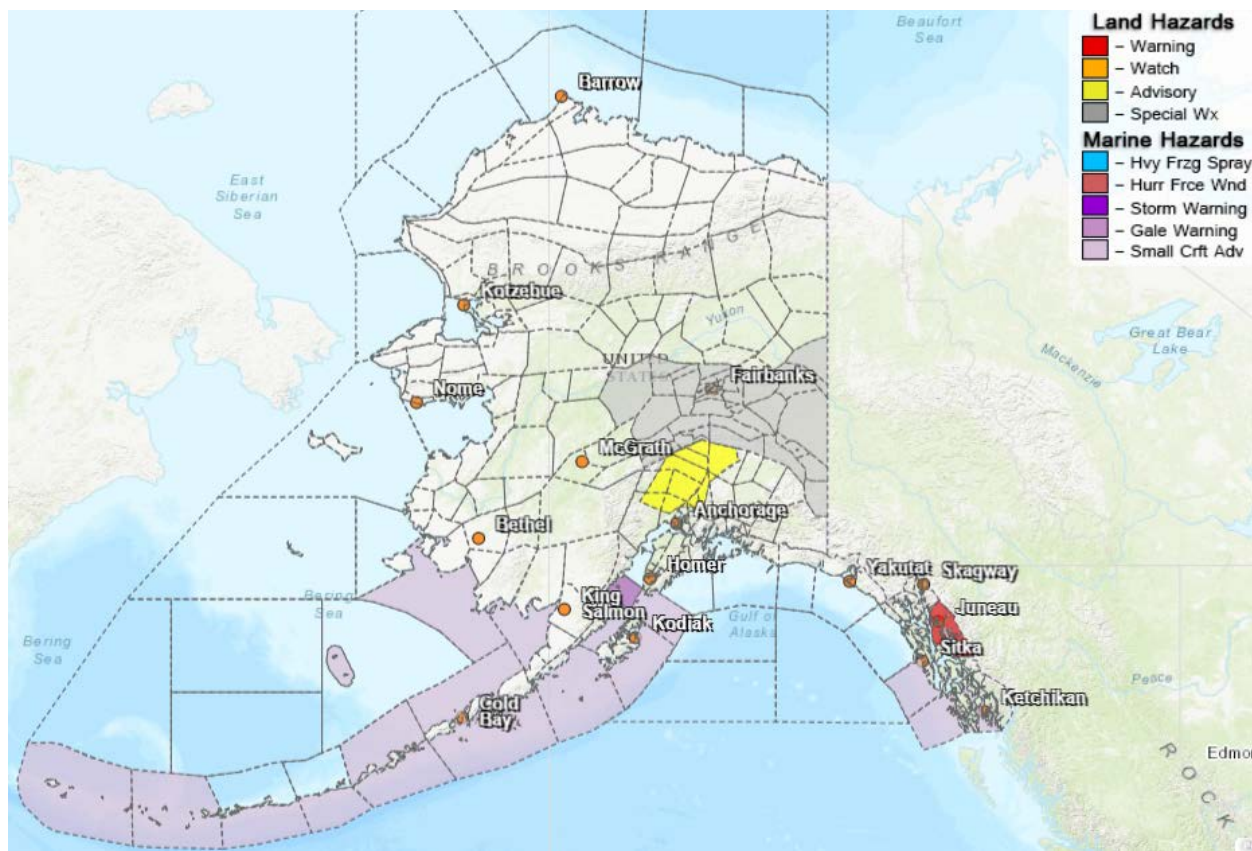 Land Hazards
– Warning
– Watch
– Advisory
– Special Wx
Marine Hazards
– Hvy Frzg Spray
– Hurr Frce Wnd
– Storm Warning
– Gale Warning
– Small Crft Adv
Beaufort
Sea
Barrow
East
Siberian
Sea
BROOKS RANGE
Kotzebue
Yukon
Great Bear
Lake
Mackenzie
UNITED
STATES
Fairbanks
Nome
McGrath
Anchorage
Bethel
Homer
Yakutat
Skagway
King
Salmon
Juneau
Bering
Sea
Kodiak
Gulf of
Alaska
Sitka
Bering
Sea
Peace
Cold
Bay
Ketchikan
ROCK
Edmo